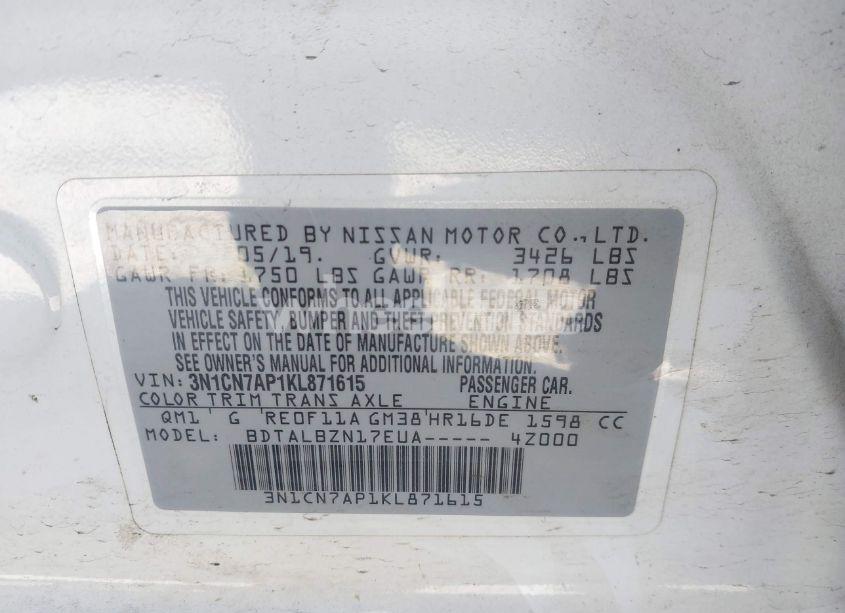 MANUFACTURED BY NISSAN MOTOR CO.,LTD.
DATE: 05/19. GVWR: 3426 LBS
GAWR FR: 1750 LBS GAWR RR: 1708 LBS
THIS VEHICLE CONFORMS TO ALL APPLICABLE FEDERAL MOTOR
VEHICLE SAFETY, BUMPER AND THEFT PREVENTION STANDARDS
IN EFFECT ON THE DATE OF MANUFACTURE SHOWN ABOVE.
SEE OWNER'S MANUAL FOR ADDITIONAL INFORMATION.
VIN: 3N1CN7AP1KL871615 PASSENGER CAR.
COLOR TRIM TRANS AXLE ENGINE
QM1 G RE0F11A GM38 HR16DE 1598 CC
MODEL: BDTALBZN17EUA----- 4Z000
3N1CN7AP1KL871615